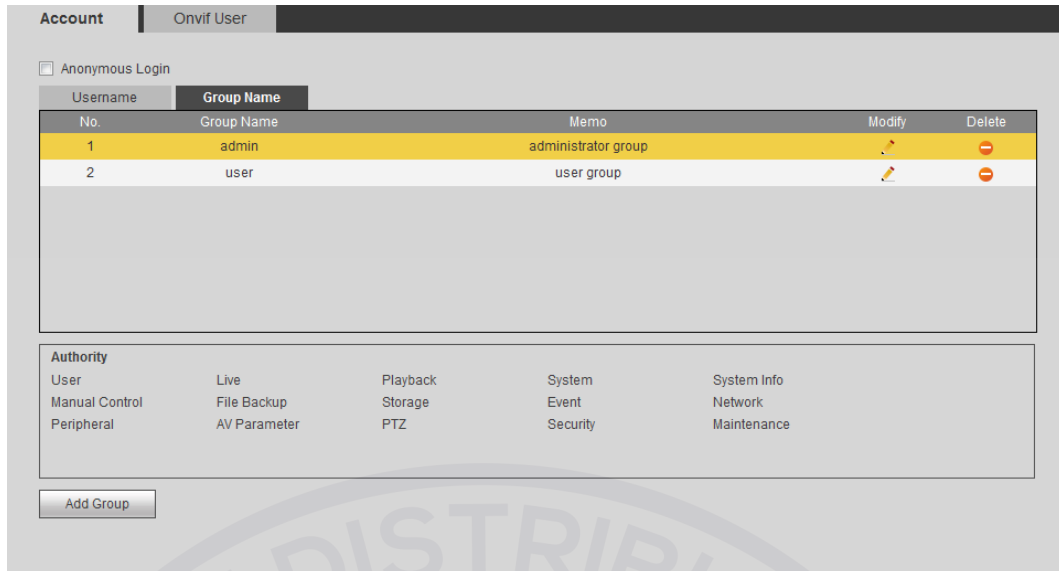 Account Onvif User
Anonymous Login
Username Group Name
No. Group Name Memo Modify Delete
1 admin administrator group
2 user user group
Authority
User Live Playback System System Info
Manual Control File Backup Storage Event Network
Peripheral AV Parameter PTZ Security Maintenance
Add Group
DISTRIB